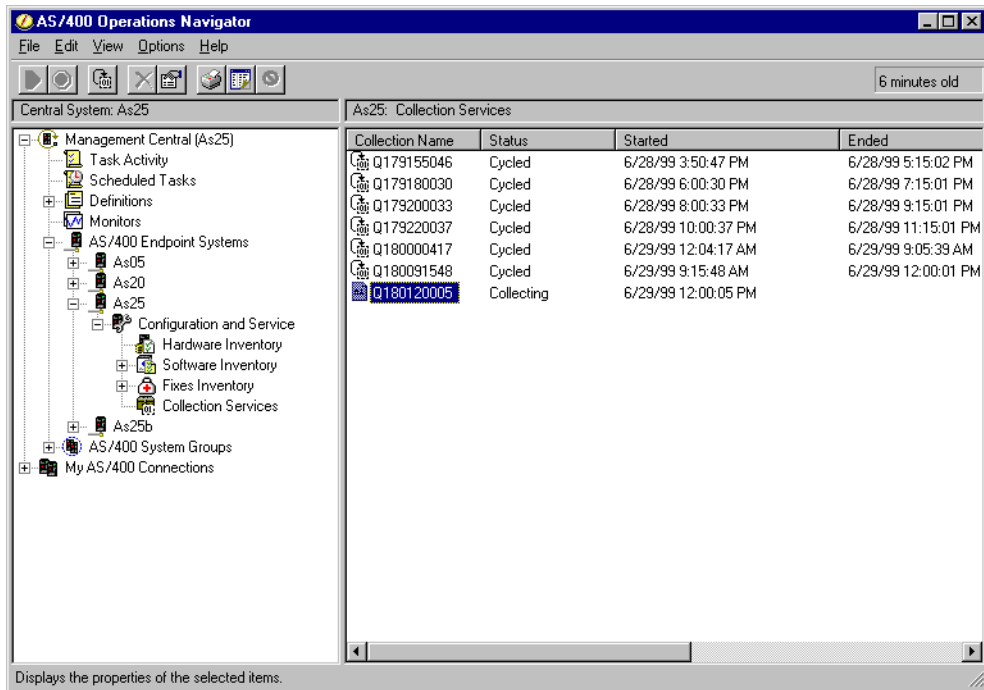 AS/400 Operations Navigator
File Edit View Options Help
6 minutes old
Central System: As25
As25: Collection Services
Management Central (As25)
Task Activity
Scheduled Tasks
Definitions
Monitors
AS/400 Endpoint Systems
As05
As20
As25
Configuration and Service
Hardware Inventory
Software Inventory
Fixes Inventory
Collection Services
As25b
AS/400 System Groups
My AS/400 Connections
Collection Name Status Started Ended
Q179155046 Cycled 6/28/99 3:50:47 PM 6/28/99 5:15:02 PM
Q179180030 Cycled 6/28/99 6:00:30 PM 6/28/99 7:15:01 PM
Q179200033 Cycled 6/28/99 8:00:33 PM 6/28/99 9:15:01 PM
Q179220037 Cycled 6/28/99 10:00:37 PM 6/28/99 11:15:01 PM
Q180000417 Cycled 6/29/99 12:04:17 AM 6/29/99 9:05:39 AM
Q180091548 Cycled 6/29/99 9:15:48 AM 6/29/99 12:00:01 PM
Q180120005 Collecting 6/29/99 12:00:05 PM
Displays the properties of the selected items.